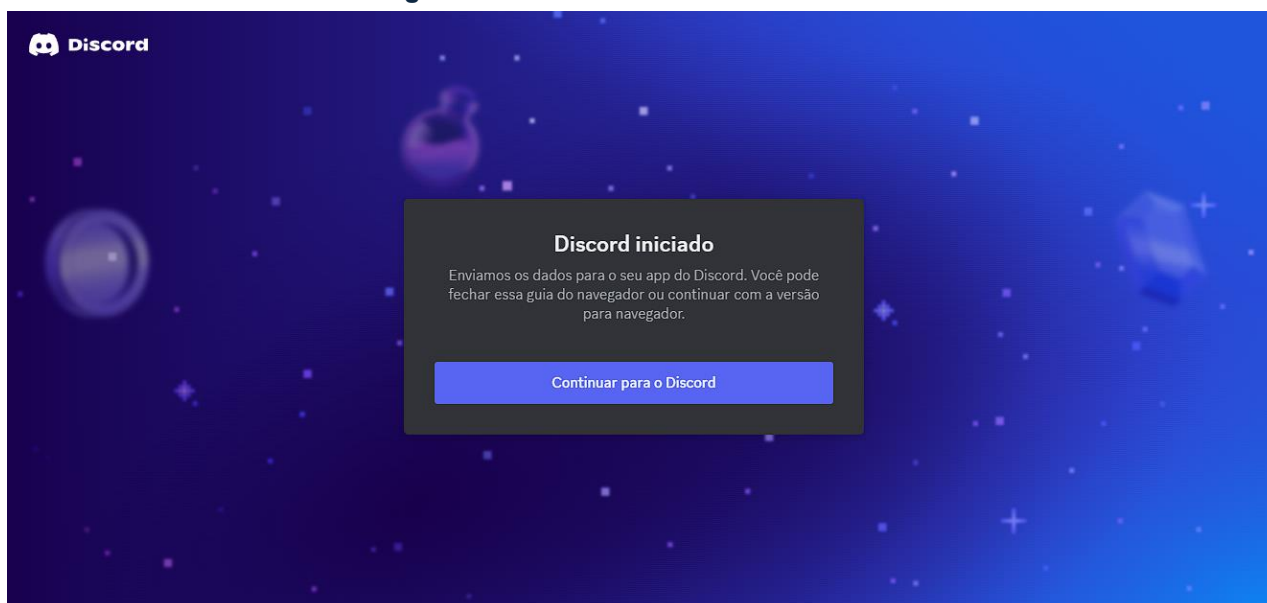 Discord
Discord iniciado
Enviamos os dados para o seu app do Discord. Você pode
fechar essa guia do navegador ou continuar com a versão
para navegador.
Continuar para o Discord